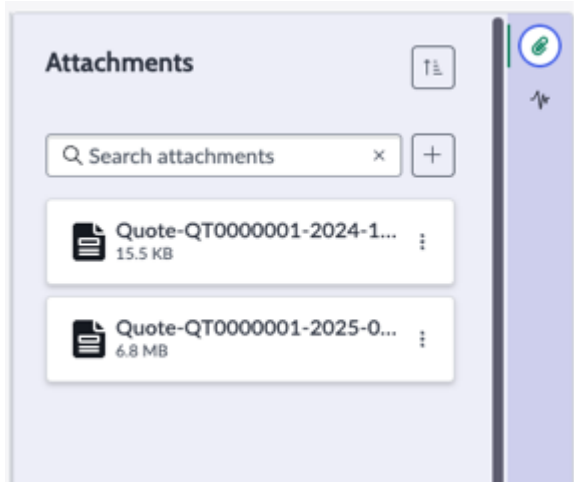 Attachments
Search attachments
Quote-QT0000001-2024-1...
15.5 KB
Quote-QT0000001-2025-0...
6.8 MB